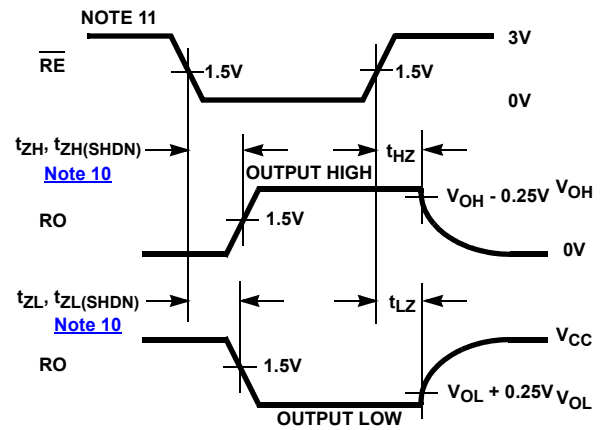 NOTE 11
3V
RE
1.5V
1.5V
0V
tZH, tZH(SHDN)
Note 10
OUTPUT HIGH
tHZ
VOH - 0.25V
VOH
RO
1.5V
0V
tZL, tZL(SHDN)
Note 10
tLZ
VCC
RO
1.5V
VOL + 0.25V
VOL
OUTPUT LOW